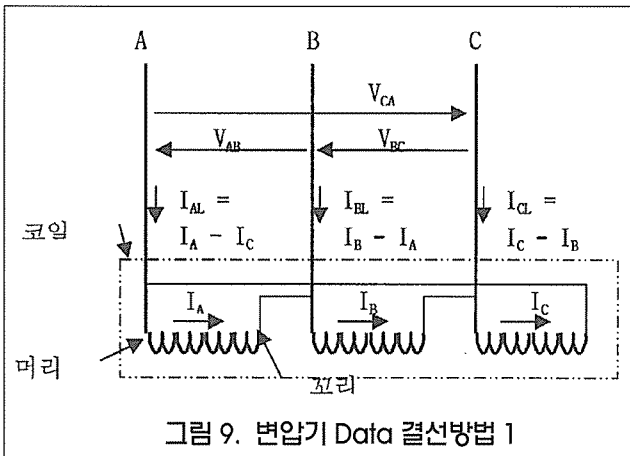 A B C
V_CA
V_AB V_BC
I_AL = I_BL = I_CL =
I_A - I_C I_B - I_A I_C - I_B
코일
I_A I_B I_C
머리
꼬리
그림 9. 변압기 Data 결선방법 1